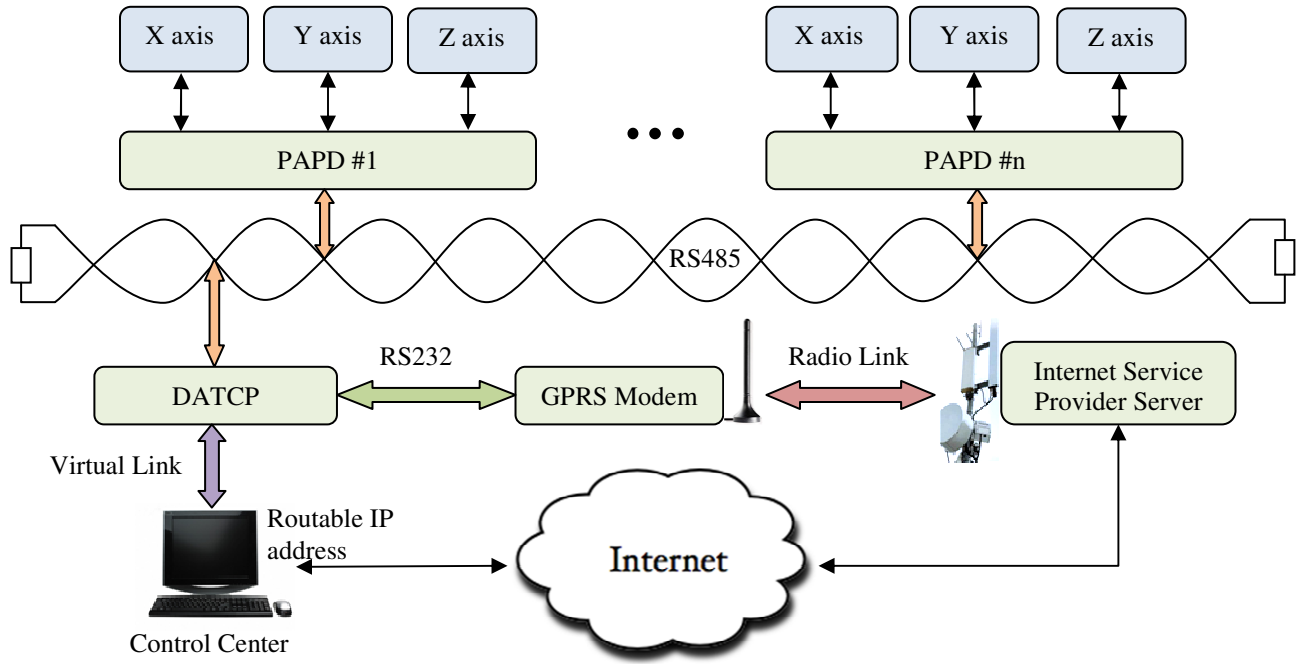 X axis
Y axis
Z axis
X axis
Y axis
Z axis
PAPD #1
PAPD #n
RS485
RS232
Radio Link
DATCP
GPRS Modem
Internet Service
Provider Server
Virtual Link
Routable IP
address
Internet
Control Center